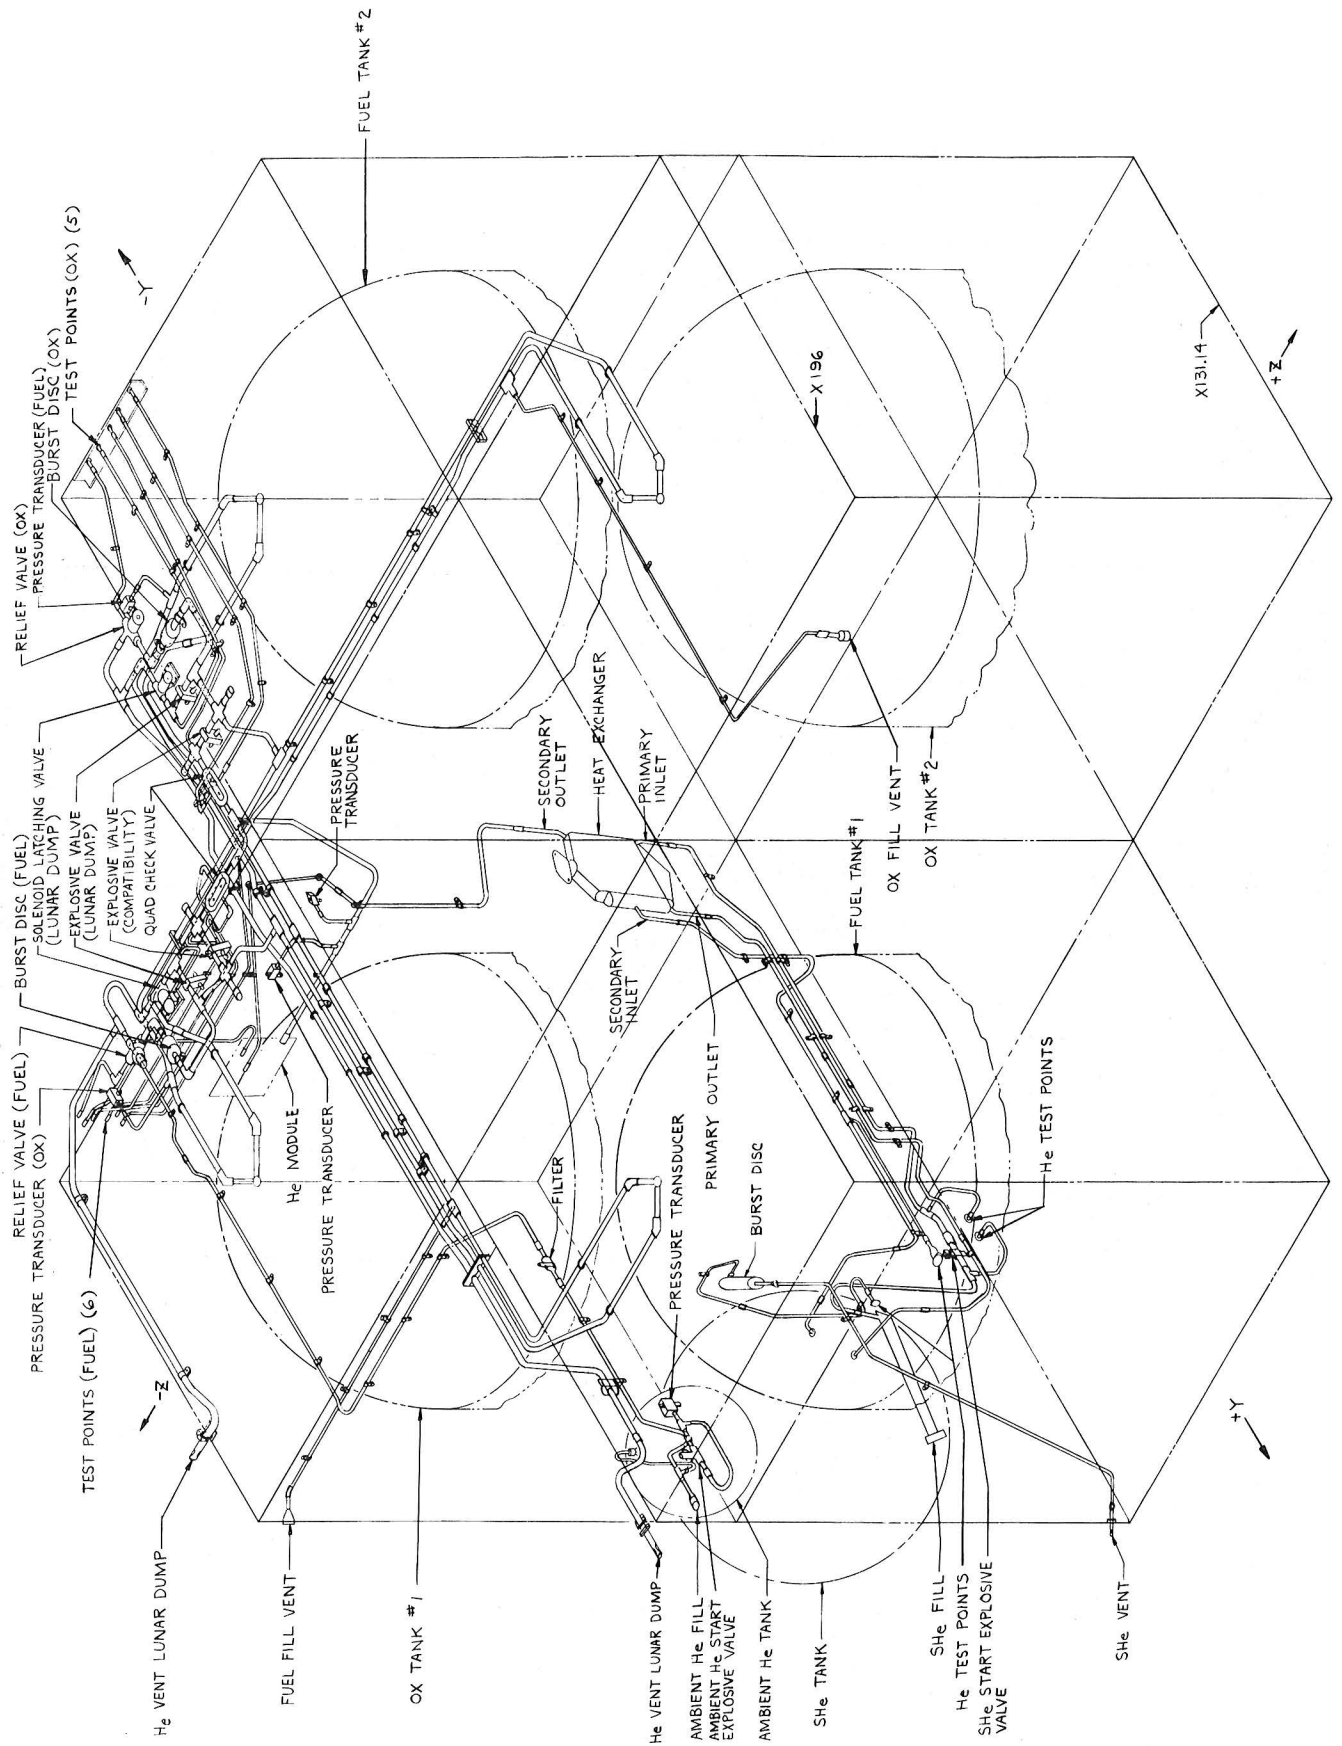 He VENT LUNAR DUMP
FUEL FILL VENT
OX TANK #1
He VENT LUNAR DUMP
AMBIENT He FILL
AMBIENT He START
EXPLOSIVE VALVE
AMBIENT He TANK
SHe TANK
SHe FILL
He TEST POINTS
SHe START EXPLOSIVE
VALVE
SHe VENT
TEST POINTS (FUEL) (6)
PRESSURE TRANSDUCER (OX)
RELIEF VALVE (FUEL)
BURST DISC (FUEL)
SOLENOID LATCHING VALVE
(LUNAR DUMP)
EXPLOSIVE VALVE
(LUNAR DUMP)
EXPLOSIVE VALVE
(COMPATIBILITY)
QUAD CHECK VALVE
RELIEF VALVE (OX)
PRESSURE TRANSDUCER (FUEL)
BURST DISC (OX)
TEST POINTS (OX) (5)
-Y
FUEL TANK #2
-Z
He MODULE
PRESSURE TRANSDUCER
PRESSURE
TRANSDUCER
SECONDARY
OUTLET
HEAT EXCHANGER
PRIMARY
INLET
SECONDARY
INLET
PRIMARY OUTLET
FILTER
PRESSURE TRANSDUCER
BURST DISC
FUEL TANK #1
OX FILL VENT
OX TANK #2
He TEST POINTS
X196
X131.14
+Z
+Y